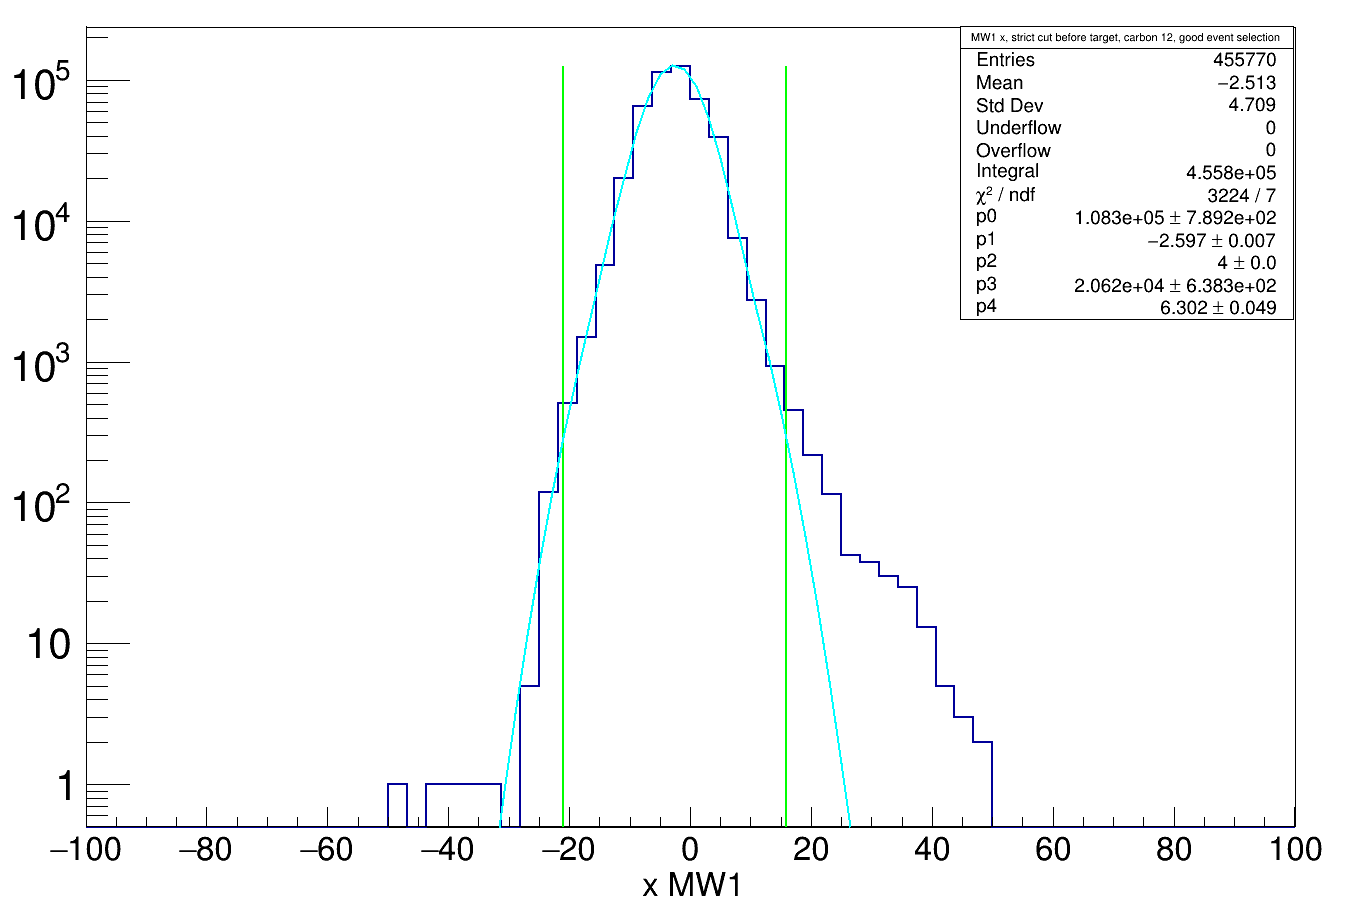 MW1 x, strict cut before target, carbon 12, good event selection
Entries 455770
Mean −2.513
Std Dev 4.709
Underflow 0
Overflow 0
Integral 4.558e+05
χ² / ndf 3224 / 7
p0 1.083e+05 ± 7.892e+02
p1 −2.597 ± 0.007
p2 4 ± 0.0
p3 2.062e+04 ± 6.383e+02
p4 6.302 ± 0.049
10⁵
10⁴
10³
10²
10
1
−100 −80 −60 −40 −20 0 20 40 60 80 100
x MW1